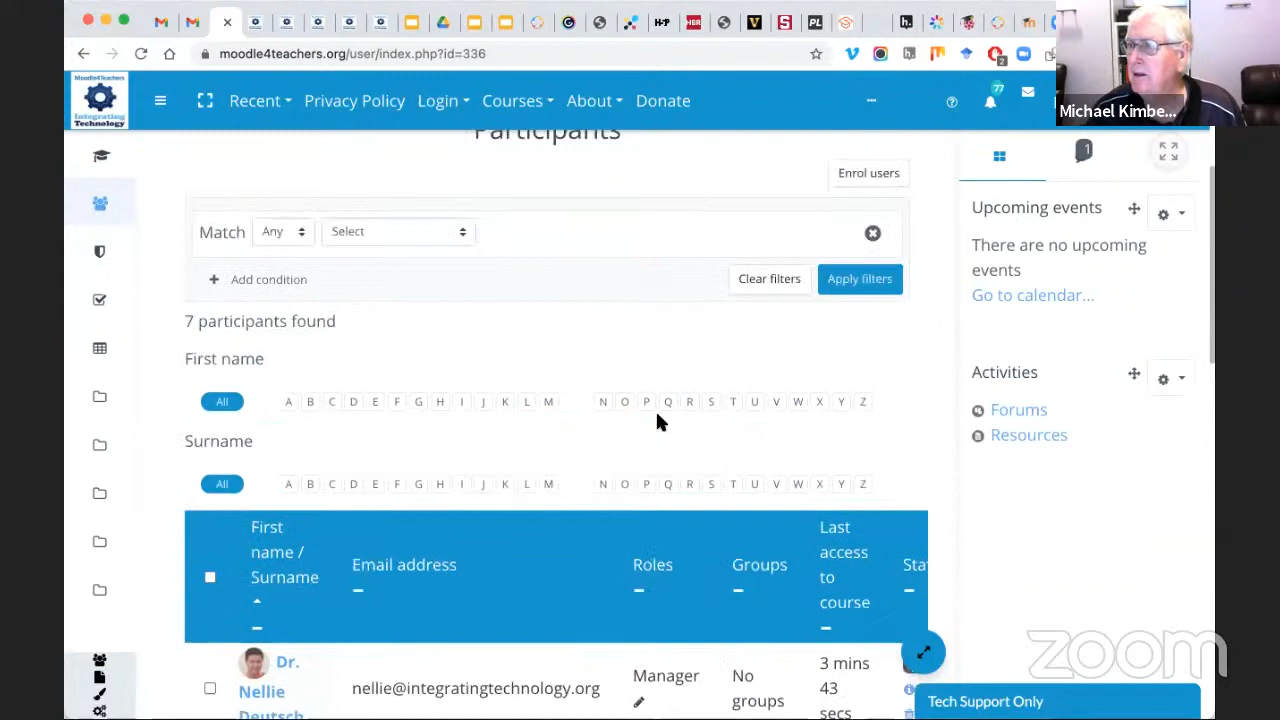 moodle4teachers.org/user/index.php?id=336
2
Moodle4Teachers
Integrating
Technology
Recent
Privacy Policy
Login
Courses
About
Donate
77
Michael Kimbe...
Participants
Enrol users
1
Match
Any
Select
Add condition
Clear filters
Apply filters
7 participants found
First name
All
A B C D E F G H I J K L M
N O P Q R S T U V W X Y Z
Surname
All
A B C D E F G H I J K L M
N O P Q R S T U V W X Y Z
First
name /
Surname
Email address
Roles
Groups
Last
access
to
course
Sta
Dr.
Nellie
Deutsch
nellie@integratingtechnology.org
Manager
No
groups
3 mins
43
secs
Upcoming events
There are no upcoming
events
Go to calendar...
Activities
Forums
Resources
zoom
Tech Support Only